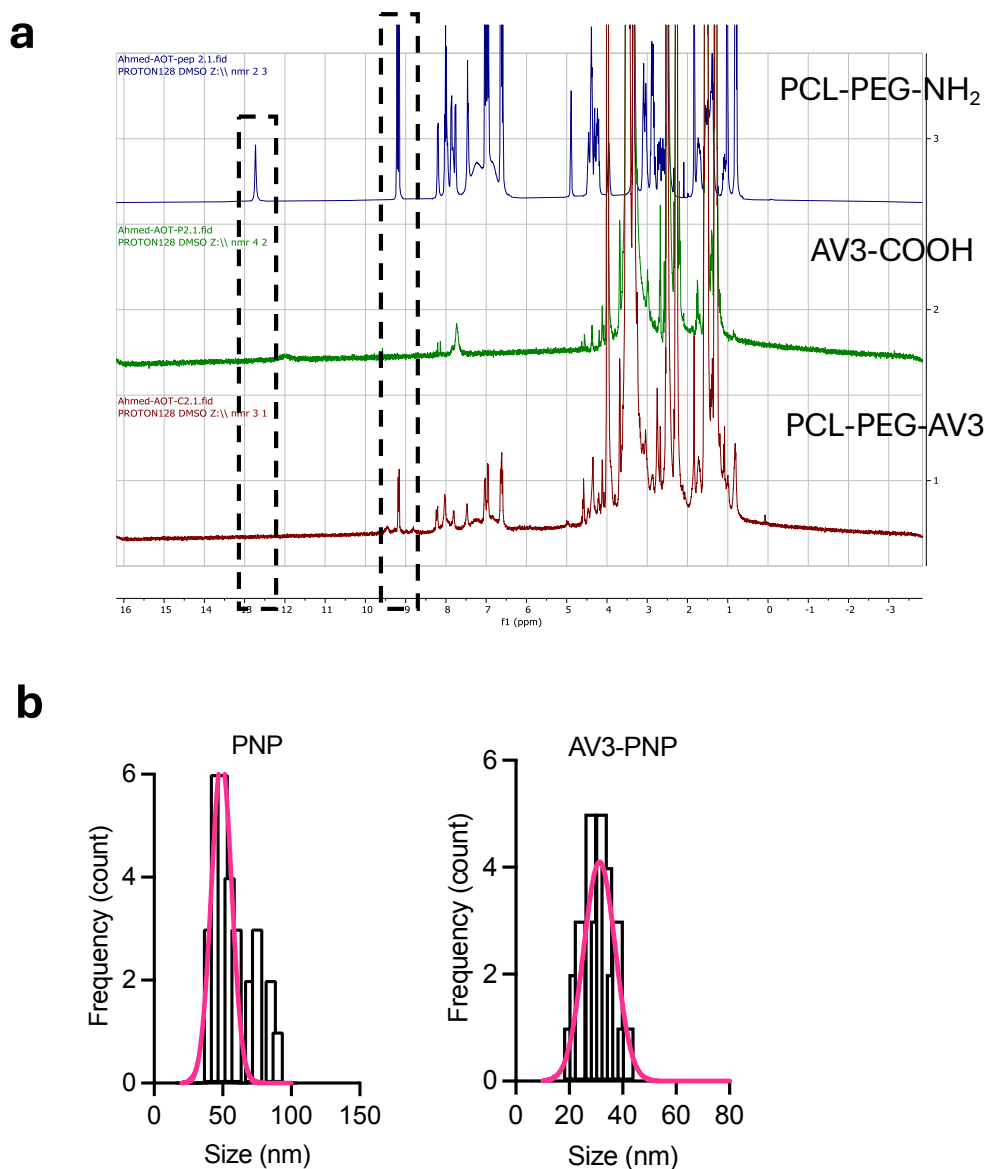 a
Ahmed-AOT-pep 2.1.fid
PROTON128 DMSO Z:\\ nmr 2 3
PCL-PEG-NH₂
3
Ahmed-AOT-P2.1.fid
PROTON128 DMSO Z:\\ nmr 4 2
AV3-COOH
2
Ahmed-AOT-C2.1.fid
PROTON128 DMSO Z:\\ nmr 3 1
PCL-PEG-AV3
1
16 15 14 13 12 11 10 9 8 7 6 5 4 3 2 1 0 -1 -2 -3
f1 (ppm)
b
PNP
6
4
2
0
Frequency (count)
0 50 100 150
Size (nm)
AV3-PNP
6
4
2
0
Frequency (count)
0 20 40 60 80
Size (nm)